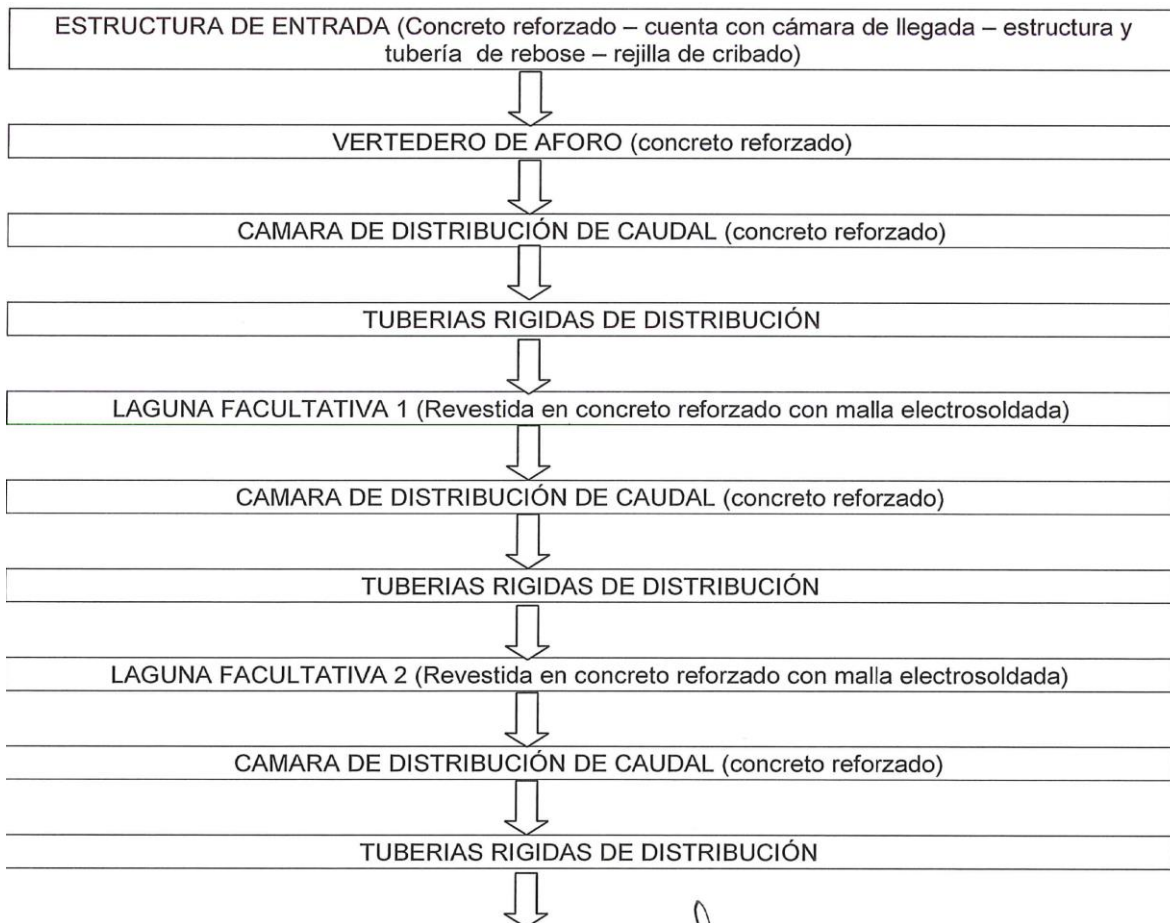 ESTRUCTURA DE ENTRADA (Concreto reforzado – cuenta con cámara de llegada – estructura y
tubería de rebose – rejilla de cribado)
VERTEDERO DE AFORO (concreto reforzado)
CAMARA DE DISTRIBUCIÓN DE CAUDAL (concreto reforzado)
TUBERIAS RIGIDAS DE DISTRIBUCIÓN
LAGUNA FACULTATIVA 1 (Revestida en concreto reforzado con malla electrosoldada)
CAMARA DE DISTRIBUCIÓN DE CAUDAL (concreto reforzado)
TUBERIAS RIGIDAS DE DISTRIBUCIÓN
LAGUNA FACULTATIVA 2 (Revestida en concreto reforzado con malla electrosoldada)
CAMARA DE DISTRIBUCIÓN DE CAUDAL (concreto reforzado)
TUBERIAS RIGIDAS DE DISTRIBUCIÓN